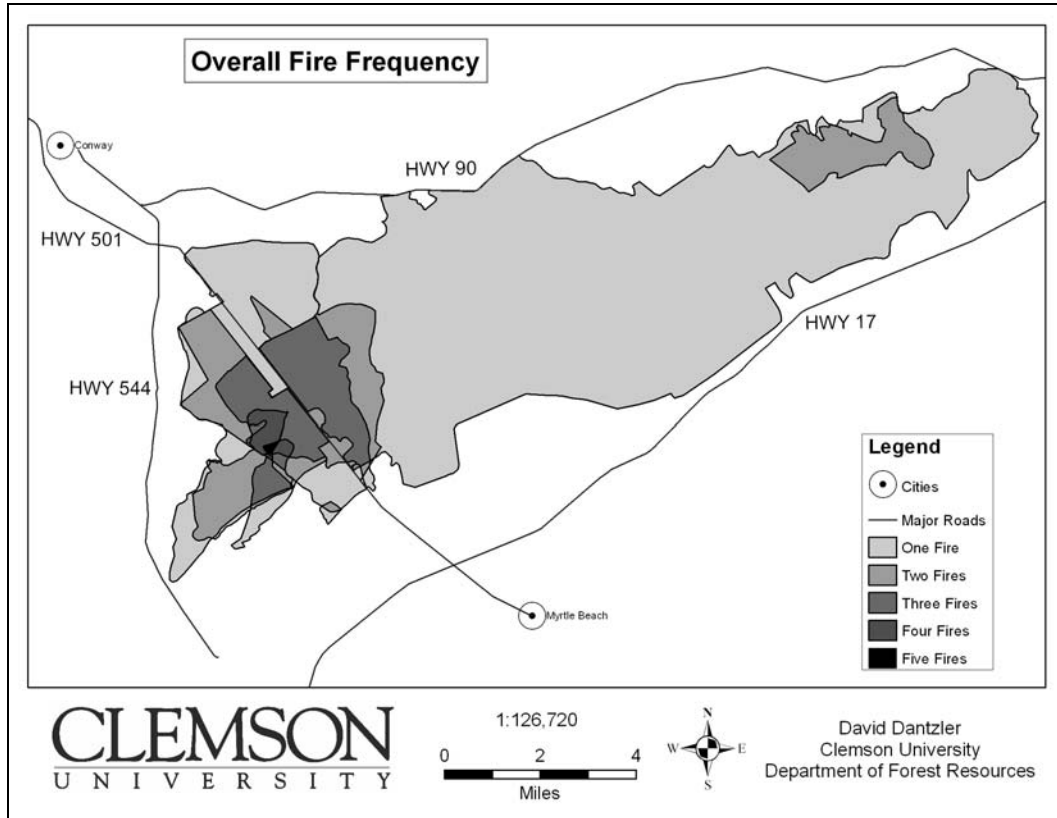 Overall Fire Frequency
Conway
HWY 90
HWY 501
HWY 17
HWY 544
Myrtle Beach
Legend
Cities
Major Roads
One Fire
Two Fires
Three Fires
Four Fires
Five Fires
CLEMSON
UNIVERSITY
1:126,720
0 2 4
Miles
N
W E
S
David Dantzler
Clemson University
Department of Forest Resources